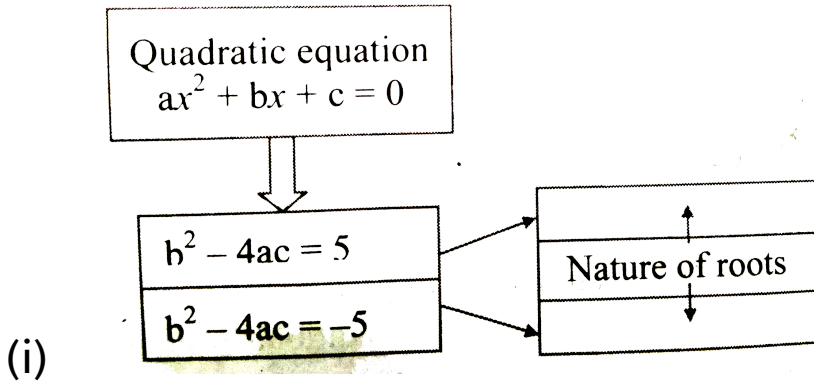 Quadratic equation
ax² + bx + c = 0
b² – 4ac = 5
Nature of roots
b² – 4ac = –5
(i)